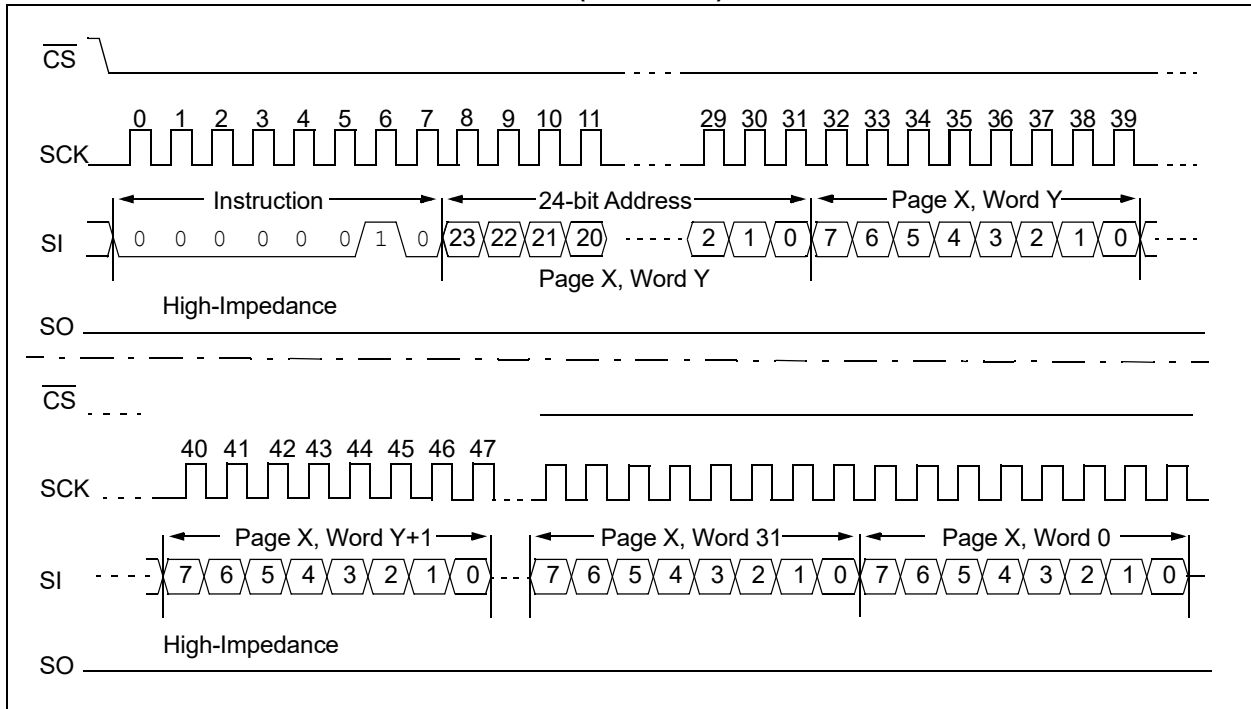 CS
0 1 2 3 4 5 6 7 8 9 10 11 29 30 31 32 33 34 35 36 37 38 39
SCK
Instruction 24-bit Address Page X, Word Y
SI 0 0 0 0 0 0 1 0 23 22 21 20 2 1 0 7 6 5 4 3 2 1 0
Page X, Word Y
High-Impedance
SO
CS
40 41 42 43 44 45 46 47
SCK
Page X, Word Y+1 Page X, Word 31 Page X, Word 0
SI 7 6 5 4 3 2 1 0 7 6 5 4 3 2 1 0 7 6 5 4 3 2 1 0
High-Impedance
SO